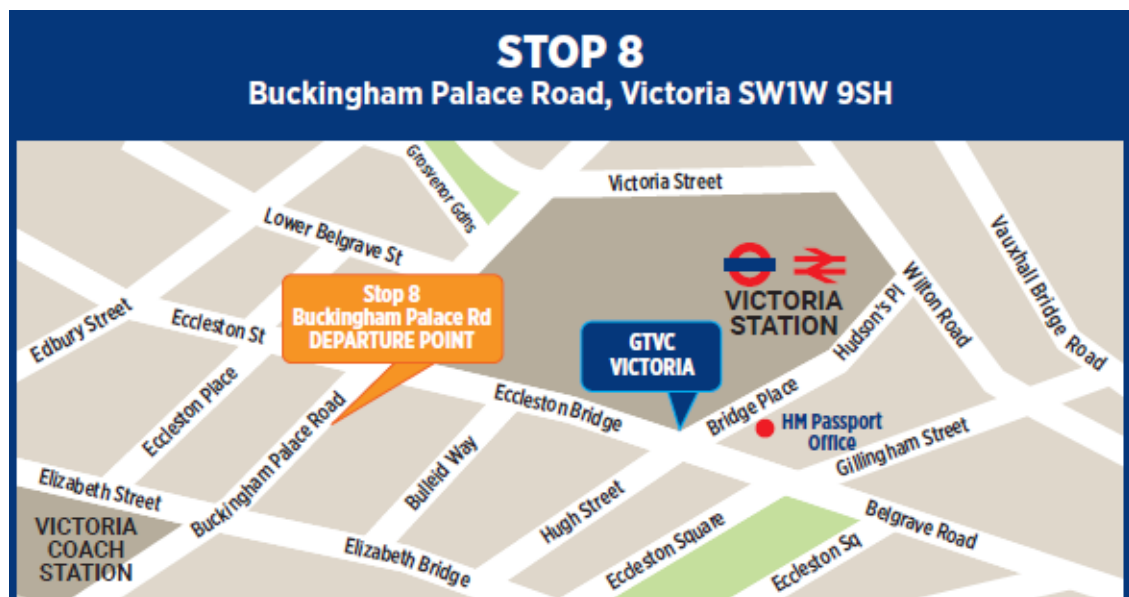 STOP 8
Buckingham Palace Road, Victoria SW1W 9SH
Grosvenor Gdns
Victoria Street
Lower Belgrave St
Vauxhall Bridge Road
Wilton Road
VICTORIA
STATION
Hudson's Pl
Stop 8
Buckingham Palace Rd
DEPARTURE POINT
Edbury Street
Eccleston St
GTVC
VICTORIA
Eccleston Place
Eccleston Bridge
Bridge Place
HM Passport
Office
Buckingham Palace Road
Bulleid Way
Gillingham Street
Elizabeth Street
Hugh Street
Belgrave Road
VICTORIA
COACH
STATION
Elizabeth Bridge
Eccleston Square
Eccleston Sq